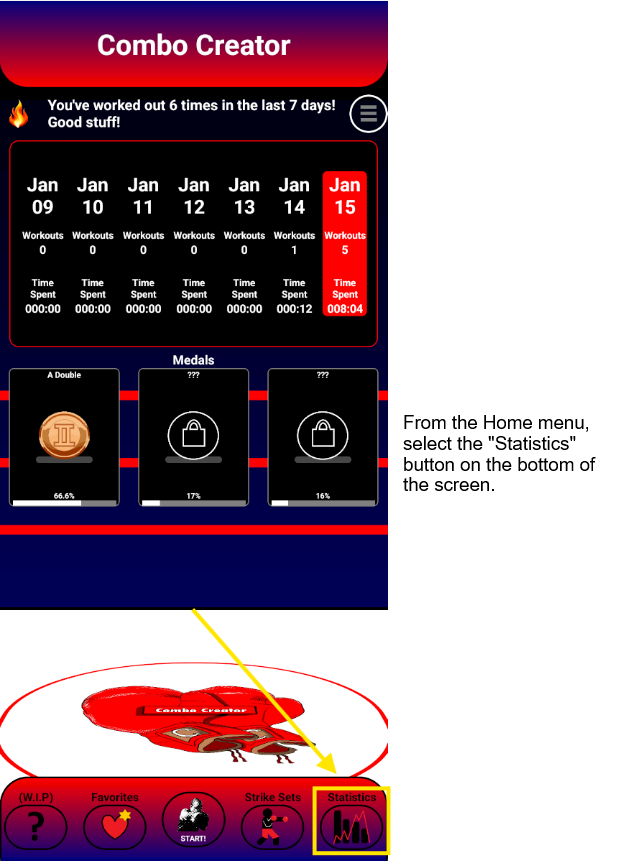 Combo Creator
You've worked out 6 times in the last 7 days!
Good stuff!
Jan Jan Jan Jan Jan Jan Jan
09 10 11 12 13 14 15
Workouts Workouts Workouts Workouts Workouts Workouts Workouts
0 0 0 0 0 1 5
Time Time Time Time Time Time Time
Spent Spent Spent Spent Spent Spent Spent
000:00 000:00 000:00 000:00 000:00 000:12 008:04
Medals
A Double ??? ???
II
66.6% 17% 16%
From the Home menu,
select the "Statistics"
button on the bottom of
the screen.
Combo Creator
(W.I.P) Favorites Strike Sets Statistics
?
START!